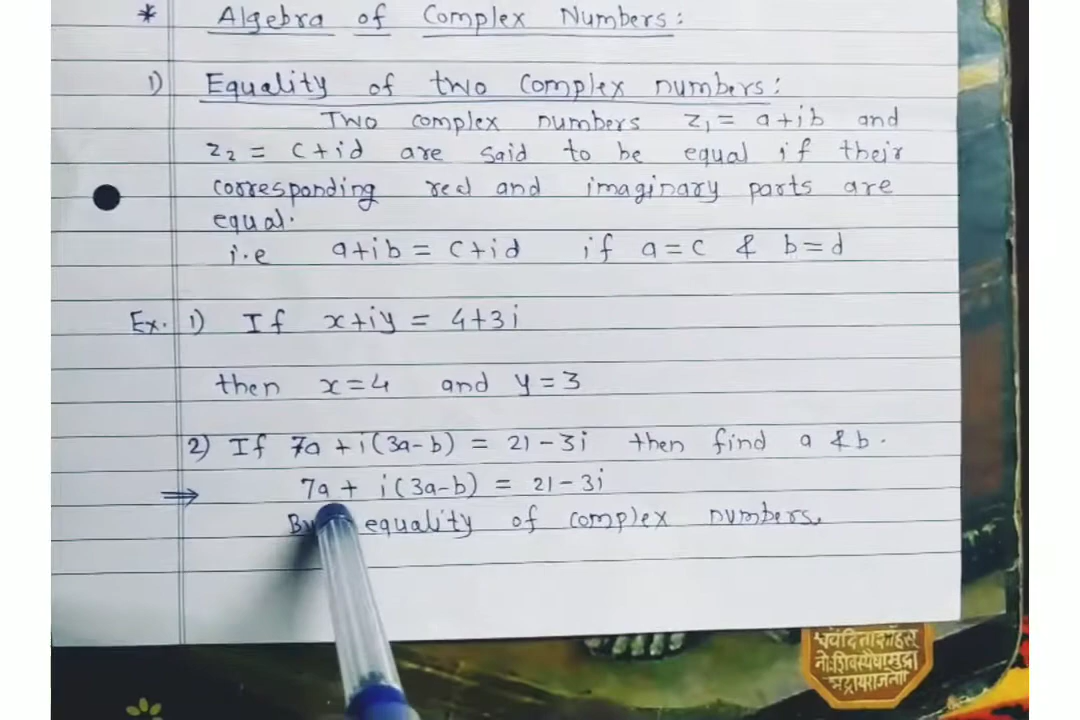 * Algebra of Complex Numbers:
1) Equality of two complex numbers:
Two complex numbers z₁ = a+ib and
z₂ = c+id are said to be equal if their
corresponding real and imaginary parts are
equal.
i.e a+ib = c+id if a=c & b=d
Ex. 1) If x+iy = 4+3i
then x=4 and y=3
2) If 7a + i(3a-b) = 21-3i then find a & b.
⇒ 7a + i(3a-b) = 21-3i
By equality of complex numbers,